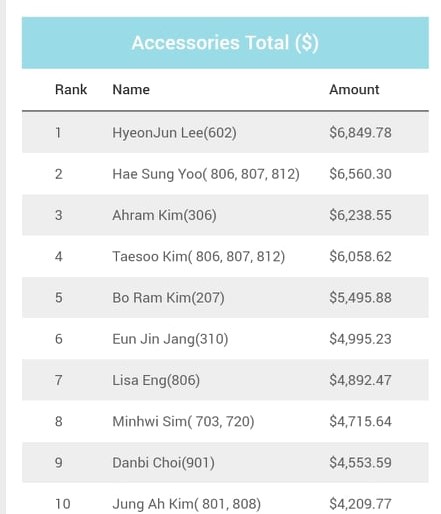 Accessories Total ($)
Rank Name Amount
1 HyeonJun Lee(602) $6,849.78
2 Hae Sung Yoo( 806, 807, 812) $6,560.30
3 Ahram Kim(306) $6,238.55
4 Taesoo Kim( 806, 807, 812) $6,058.62
5 Bo Ram Kim(207) $5,495.88
6 Eun Jin Jang(310) $4,995.23
7 Lisa Eng(806) $4,892.47
8 Minhwi Sim( 703, 720) $4,715.64
9 Danbi Choi(901) $4,553.59
10 Jung Ah Kim( 801, 808) $4,209.77